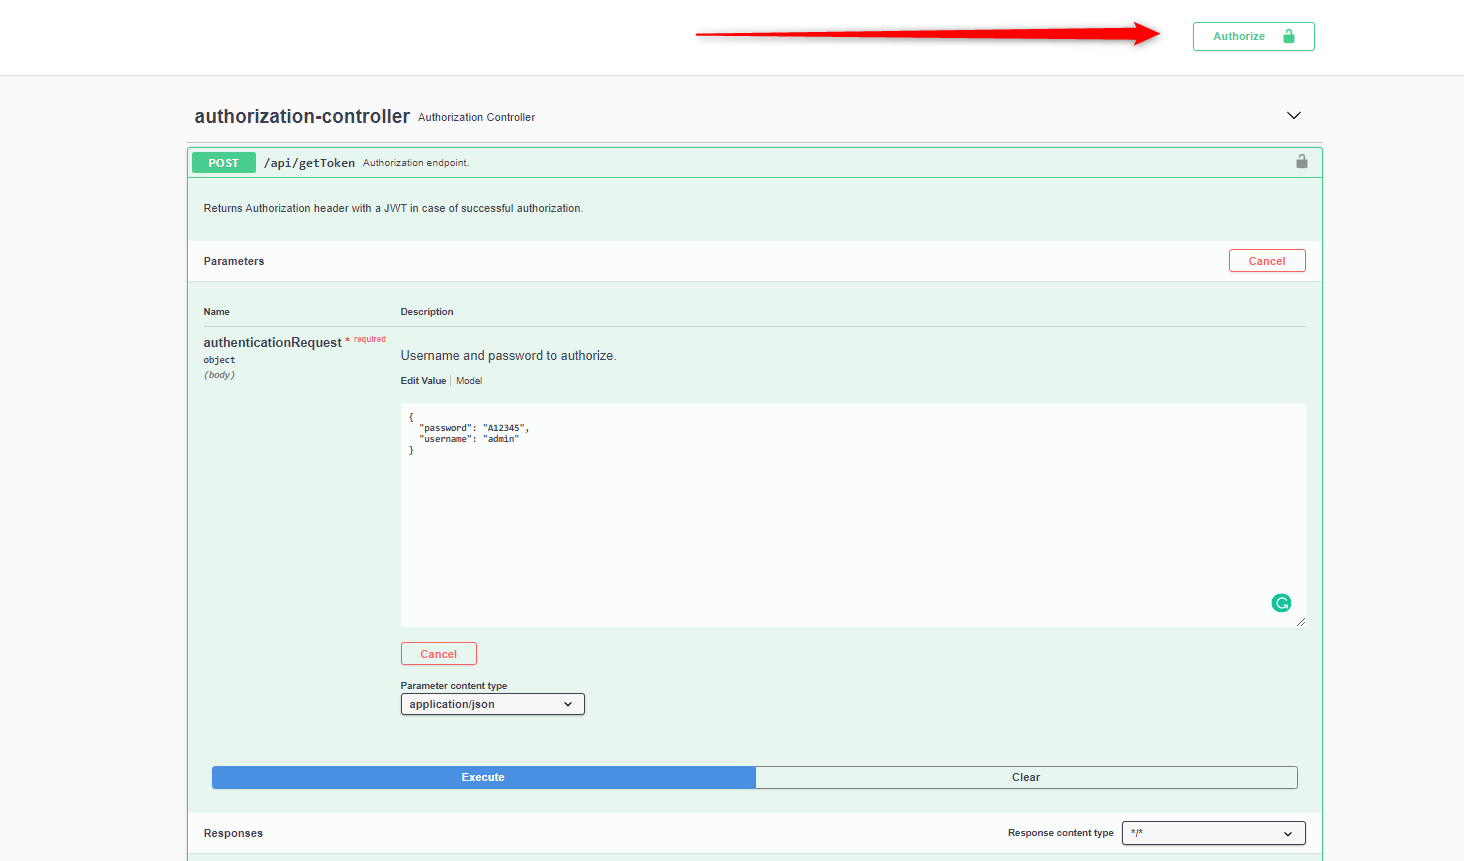 Authorize
authorization-controller Authorization Controller
POST /api/getToken Authorization endpoint.
Returns Authorization header with a JWT in case of successful authorization.
Parameters Cancel
Name Description
authenticationRequest * required
object
(body)
Username and password to authorize.
Edit Value | Model
{
"password": "A12345",
"username": "admin"
}
Cancel
Parameter content type
application/json
Execute Clear
Responses Response content type */*